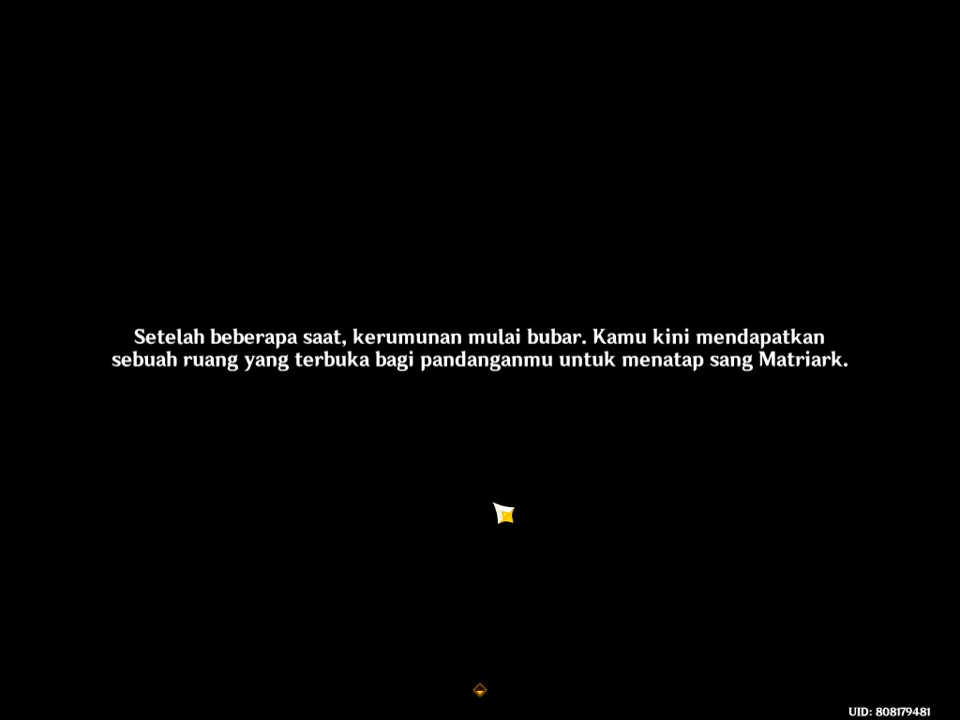 Setelah beberapa saat, kerumunan mulai bubar. Kamu kini mendapatkan
sebuah ruang yang terbuka bagi pandanganmu untuk menatap sang Matriark.
UID: 808179481